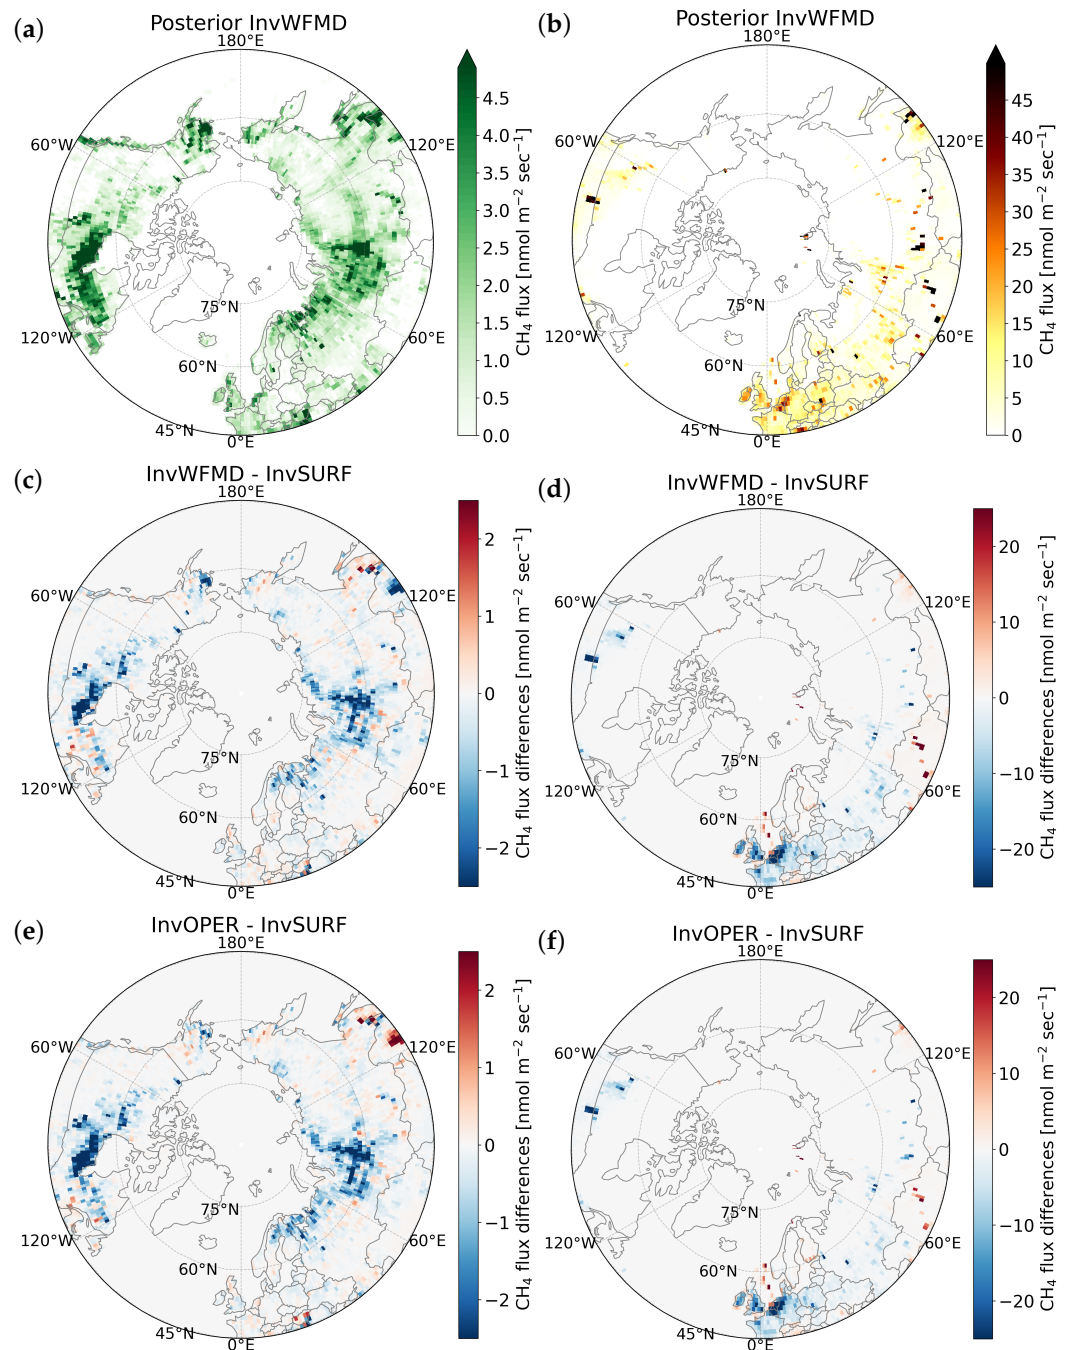 (a)
Posterior InvWFMD
180°E
60°W
120°E
75°N
120°W
60°N
60°E
45°N
0°E
4.5
4.0
3.5
3.0
2.5
2.0
1.5
1.0
0.5
0.0
CH₄ flux [nmol m⁻² sec⁻¹]
(b)
Posterior InvWFMD
180°E
60°W
120°E
75°N
120°W
60°N
60°E
45°N
0°E
45
40
35
30
25
20
15
10
5
0
CH₄ flux [nmol m⁻² sec⁻¹]
(c)
InvWFMD - InvSURF
180°E
60°W
120°E
75°N
120°W
60°N
60°E
45°N
0°E
2
1
0
−1
−2
CH₄ flux differences [nmol m⁻² sec⁻¹]
(d)
InvWFMD - InvSURF
180°E
60°W
120°E
75°N
120°W
60°N
60°E
45°N
0°E
20
10
0
−10
−20
CH₄ flux differences [nmol m⁻² sec⁻¹]
(e)
InvOPER - InvSURF
180°E
60°W
120°E
75°N
120°W
60°N
60°E
45°N
0°E
2
1
0
−1
−2
CH₄ flux differences [nmol m⁻² sec⁻¹]
(f)
InvOPER - InvSURF
180°E
60°W
120°E
75°N
120°W
60°N
60°E
45°N
0°E
20
10
0
−10
−20
CH₄ flux differences [nmol m⁻² sec⁻¹]